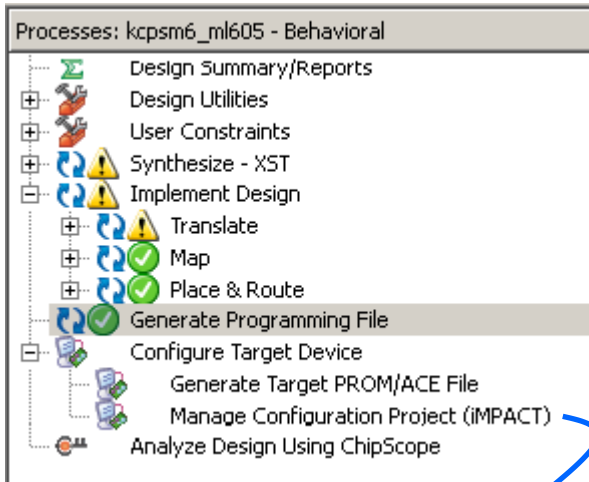 Processes: kcpsm6_ml605 - Behavioral
Design Summary/Reports
Design Utilities
User Constraints
Synthesize - XST
Implement Design
Translate
Map
Place & Route
Generate Programming File
Configure Target Device
Generate Target PROM/ACE File
Manage Configuration Project (iMPACT)
Analyze Design Using ChipScope